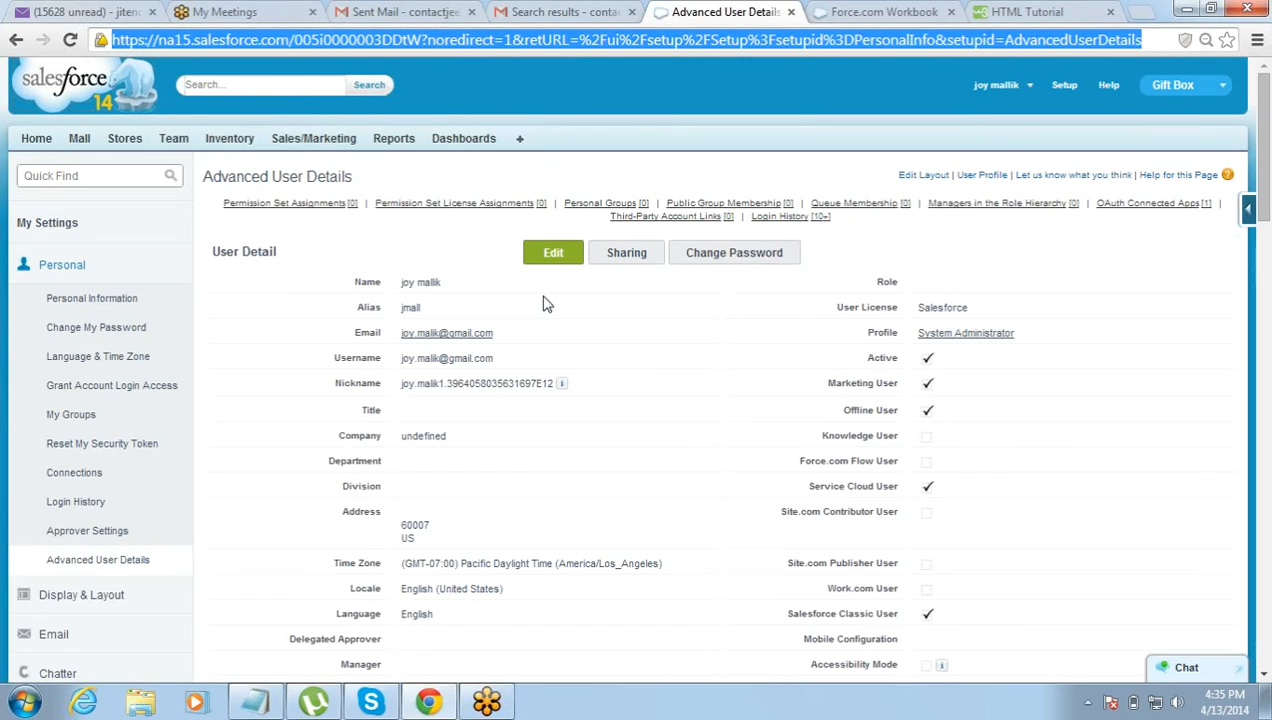 (15628 unread) - jitend
My Meetings
Sent Mail - contactjee
Search results - conta
Advanced User Details
Force.com Workbook
HTML Tutorial
https://na15.salesforce.com/005i0000003DDtW?noredirect=1&retURL=%2Fui%2Fsetup%2FSetup%3Fsetupid%3DPersonalInfo&setupid=AdvancedUserDetails
salesforce
14
Search...
Search
joy mallik
Setup
Help
Gift Box
Home
Mall
Stores
Team
Inventory
Sales/Marketing
Reports
Dashboards
+
Quick Find
My Settings
Personal
Personal Information
Change My Password
Language & Time Zone
Grant Account Login Access
My Groups
Reset My Security Token
Connections
Login History
Approver Settings
Advanced User Details
Display & Layout
Email
Chatter
Advanced User Details
Edit Layout | User Profile | Let us know what you think | Help for this Page
Permission Set Assignments [0] | Permission Set License Assignments [0] | Personal Groups [0] | Public Group Membership [0] | Queue Membership [0] | Managers in the Role Hierarchy [0] | OAuth Connected Apps [1] |
Third-Party Account Links [0] | Login History [10+]
User Detail
Edit
Sharing
Change Password
Name joy mallik
Role
Alias jmall
User License Salesforce
Email joy.malik@gmail.com
Profile System Administrator
Username joy.malik@gmail.com
Active ✓
Nickname joy.malik1.3964058035631697E12 i
Marketing User ✓
Title
Offline User ✓
Company undefined
Knowledge User
Department
Force.com Flow User
Division
Service Cloud User ✓
Address
60007
US
Site.com Contributor User
Time Zone (GMT-07:00) Pacific Daylight Time (America/Los_Angeles)
Site.com Publisher User
Locale English (United States)
Work.com User
Language English
Salesforce Classic User ✓
Delegated Approver
Mobile Configuration
Manager
Accessibility Mode i
Chat
4:35 PM
4/13/2014